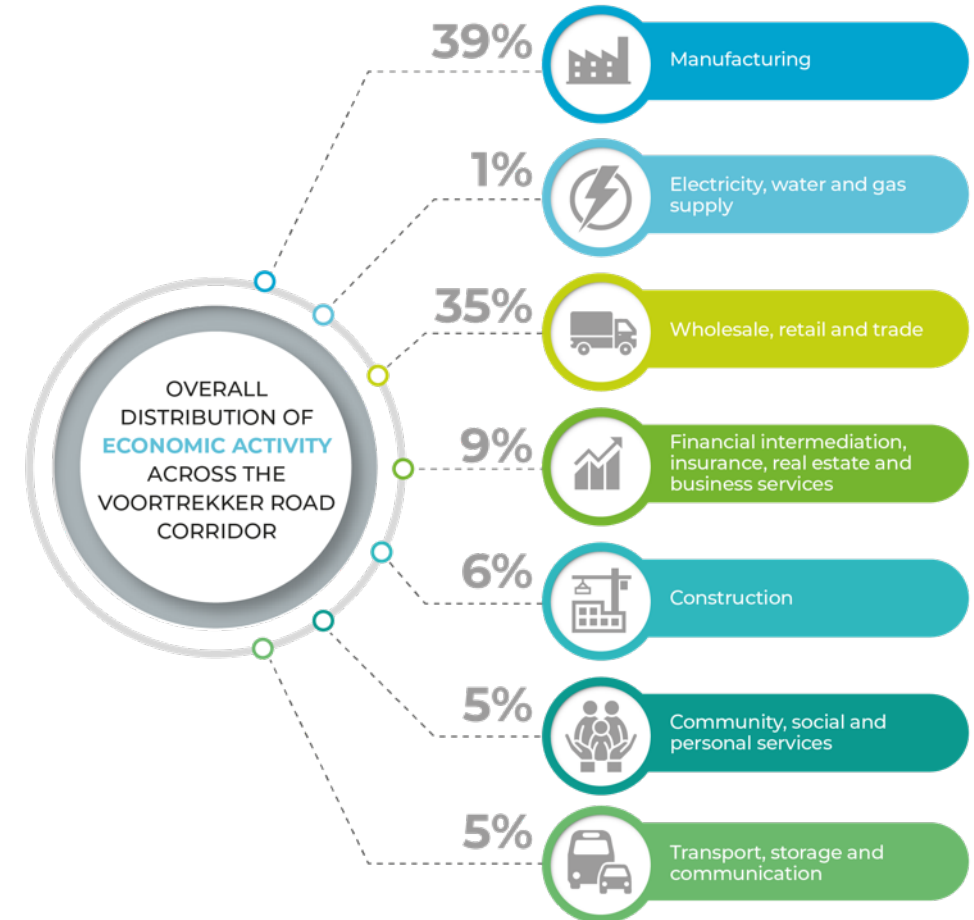 OVERALL
DISTRIBUTION OF
ECONOMIC ACTIVITY
ACROSS THE
VOORTREKKER ROAD
CORRIDOR
39%
Manufacturing
1%
Electricity, water and gas
supply
35%
Wholesale, retail and trade
9%
Financial intermediation,
insurance, real estate and
business services
6%
Construction
5%
Community, social and
personal services
5%
Transport, storage and
communication